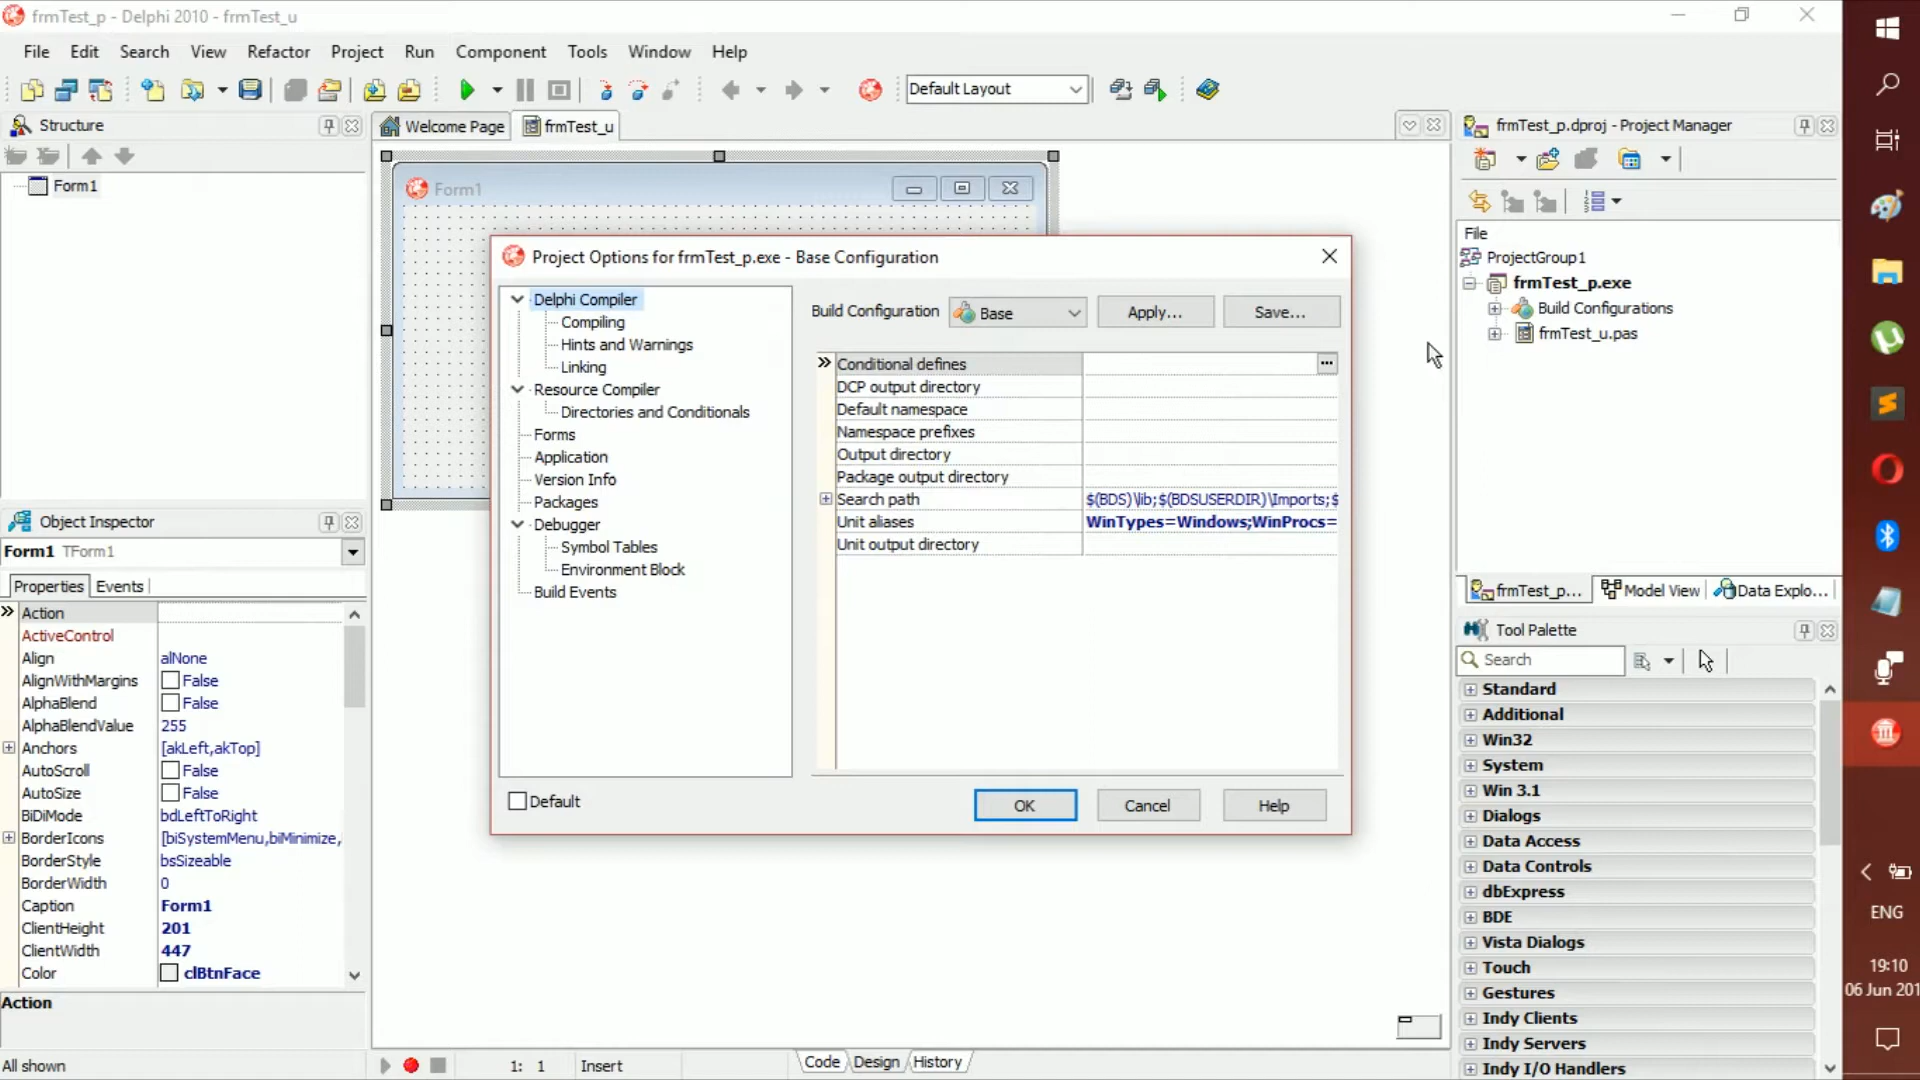 frmTest_p - Delphi 2010 - frmTest_u
File Edit Search View Refactor Project Run Component Tools Window Help
Default Layout
Structure
Form1
Welcome Page
frmTest_u
Form1
Project Options for frmTest_p.exe - Base Configuration
Delphi Compiler
Compiling
Hints and Warnings
Linking
Resource Compiler
Directories and Conditionals
Forms
Application
Version Info
Packages
Debugger
Symbol Tables
Environment Block
Build Events
Build Configuration
Base
Apply...
Save...
Conditional defines
DCP output directory
Default namespace
Namespace prefixes
Output directory
Package output directory
Search path $(BDS)\lib;$(BDSUSERDIR)\Imports;$
Unit aliases WinTypes=Windows;WinProcs=
Unit output directory
Default
OK
Cancel
Help
Object Inspector
Form1 TForm1
Properties Events
Action
ActiveControl
Align alNone
AlignWithMargins False
AlphaBlend False
AlphaBlendValue 255
Anchors [akLeft,akTop]
AutoScroll False
AutoSize False
BiDiMode bdLeftToRight
BorderIcons [biSystemMenu,biMinimize,
BorderStyle bsSizeable
BorderWidth 0
Caption Form1
ClientHeight 201
ClientWidth 447
Color clBtnFace
Action
All shown
1: 1
Insert
Code Design History
frmTest_p.dproj - Project Manager
File
ProjectGroup1
frmTest_p.exe
Build Configurations
frmTest_u.pas
frmTest_p...
Model View
Data Explo...
Tool Palette
Search
Standard
Additional
Win32
System
Win 3.1
Dialogs
Data Access
Data Controls
dbExpress
BDE
Vista Dialogs
Touch
Gestures
Indy Clients
Indy Servers
Indy I/O Handlers
ENG
19:10
06 Jun 201